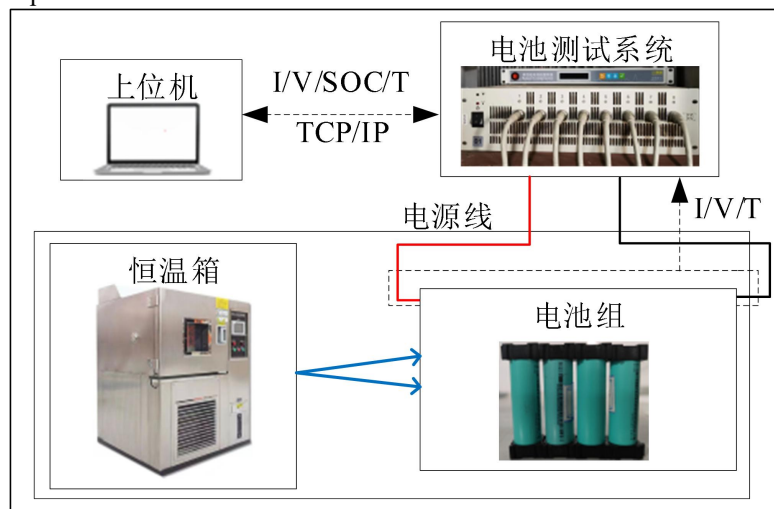 电池测试系统
上位机
I/V/SOC/T
TCP/IP
I/V/T
电源线
恒温箱
电池组